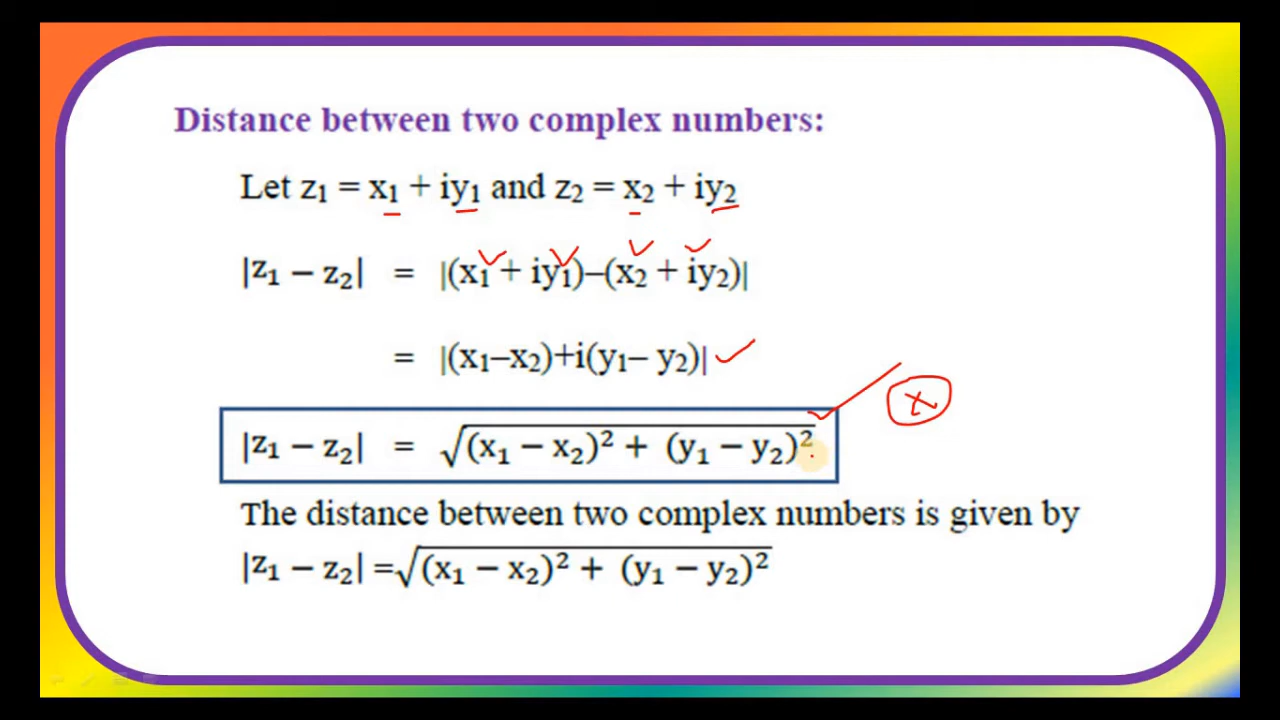 Distance between two complex numbers:
Let z₁ = x₁ + iy₁ and z₂ = x₂ + iy₂
|z₁ − z₂| = |(x₁ + iy₁)–(x₂ + iy₂)|
= |(x₁–x₂)+i(y₁– y₂)|
x
|z₁ − z₂| = √(x₁ − x₂)² + (y₁ − y₂)²
The distance between two complex numbers is given by
|z₁ − z₂| =√(x₁ − x₂)² + (y₁ − y₂)²